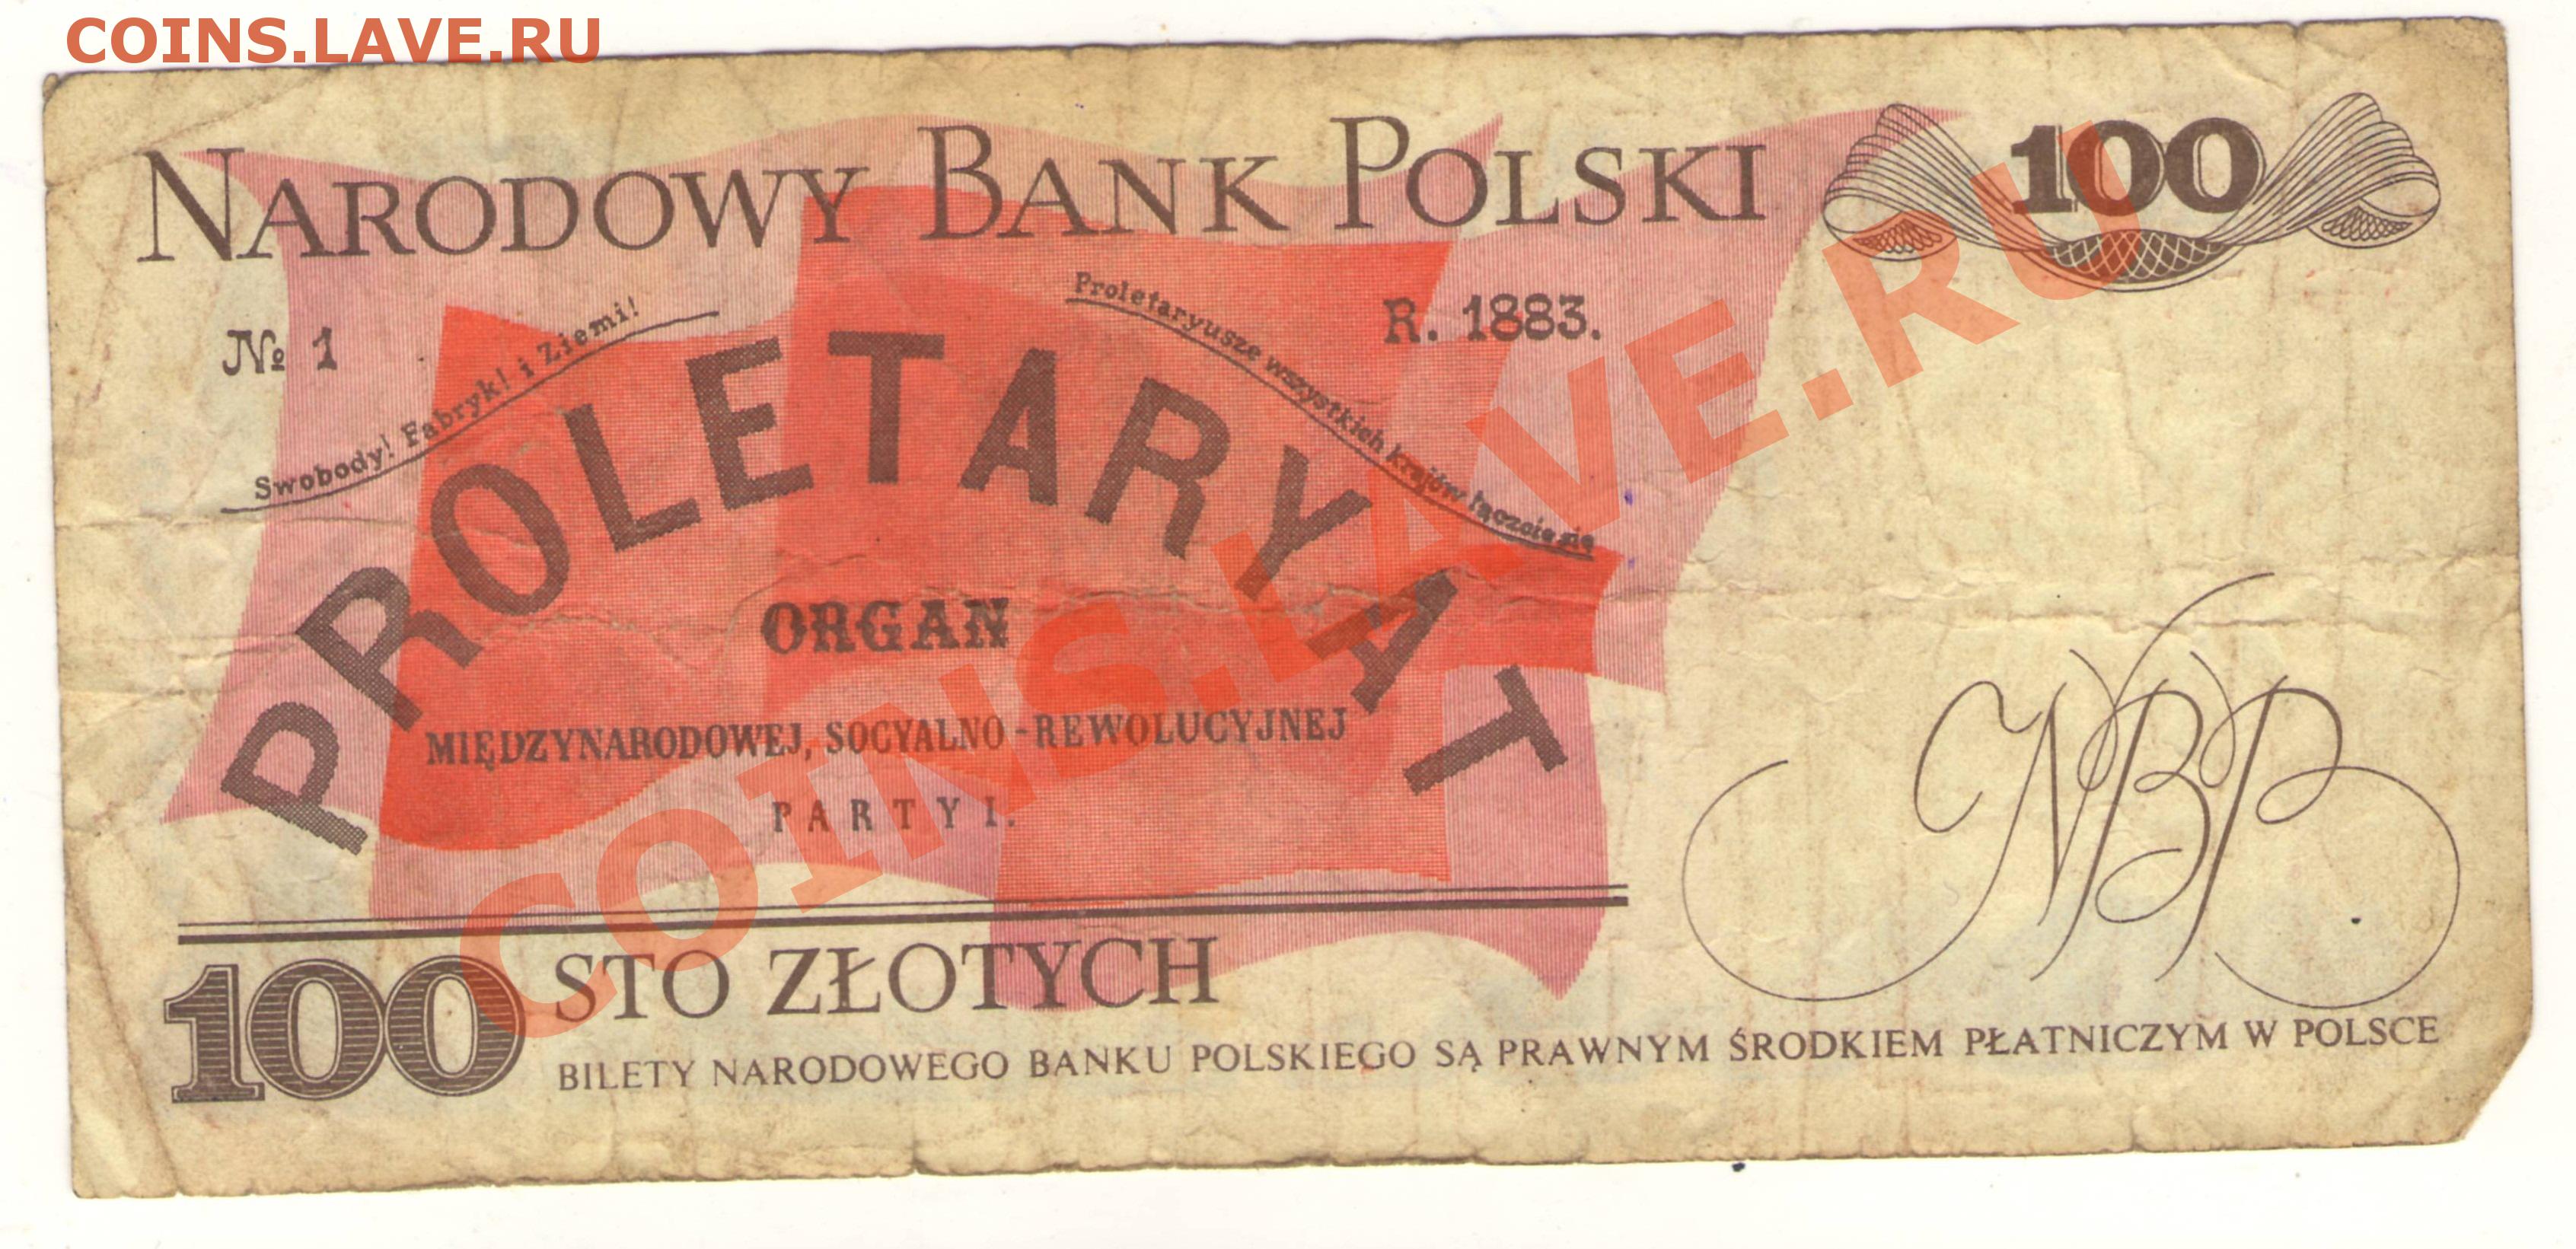 COINS.LAVE.RU
NARODOWY BANK POLSKI
100
№ 1
Swobody! Fabryk! i Ziemi!
Proletaryusze wszystkich krajów łączcie się
R. 1883.
PROLETARYAT
ORGAN
MIĘDZYNARODOWEJ, SOCYALNO-REWOLUCYJNEJ
PARTYI.
COINS.LAVE.RU
NBP
100 STO ZŁOTYCH
BILETY NARODOWEGO BANKU POLSKIEGO SĄ PRAWNYM ŚRODKIEM PŁATNICZYM W POLSCE